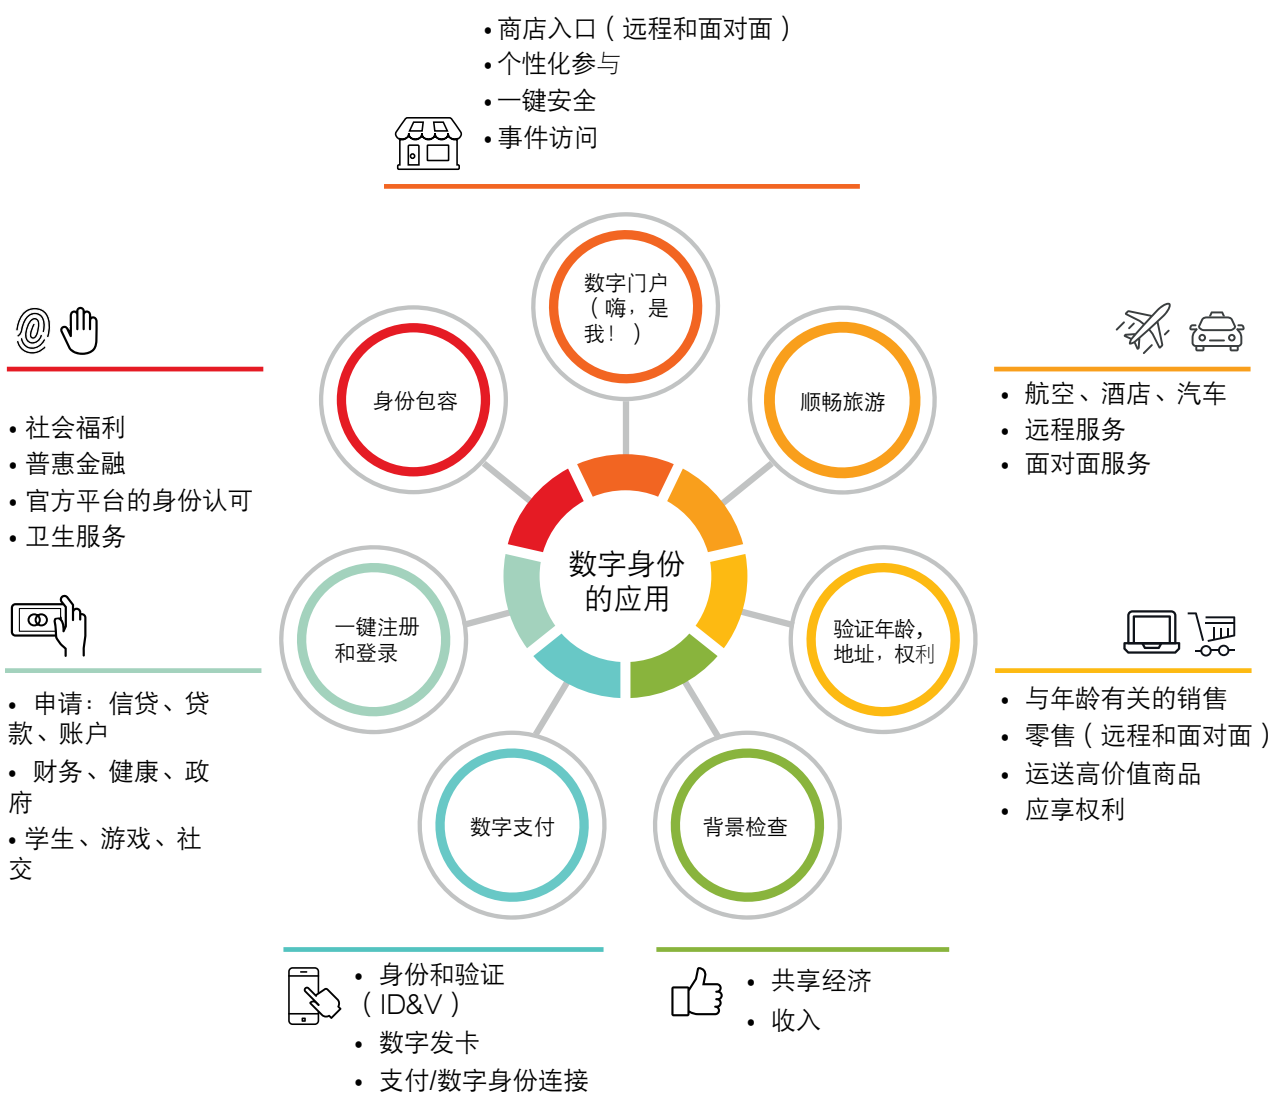 • 商店入口（远程和面对面）
• 个性化参与
• 一键安全
• 事件访问
数字门户
（嗨，是
我！）
身份包容
顺畅旅游
• 社会福利
• 普惠金融
• 官方平台的身份认可
• 卫生服务
• 航空、酒店、汽车
• 远程服务
• 面对面服务
数字身份
的应用
一键注册
和登录
验证年龄，
地址，权利
• 申请：信贷、贷
款、账户
• 财务、健康、政
府
• 学生、游戏、社
交
• 与年龄有关的销售
• 零售（远程和面对面）
• 运送高价值商品
• 应享权利
数字支付
背景检查
• 身份和验证
（ID&V）
• 数字发卡
• 支付/数字身份连接
• 共享经济
• 收入